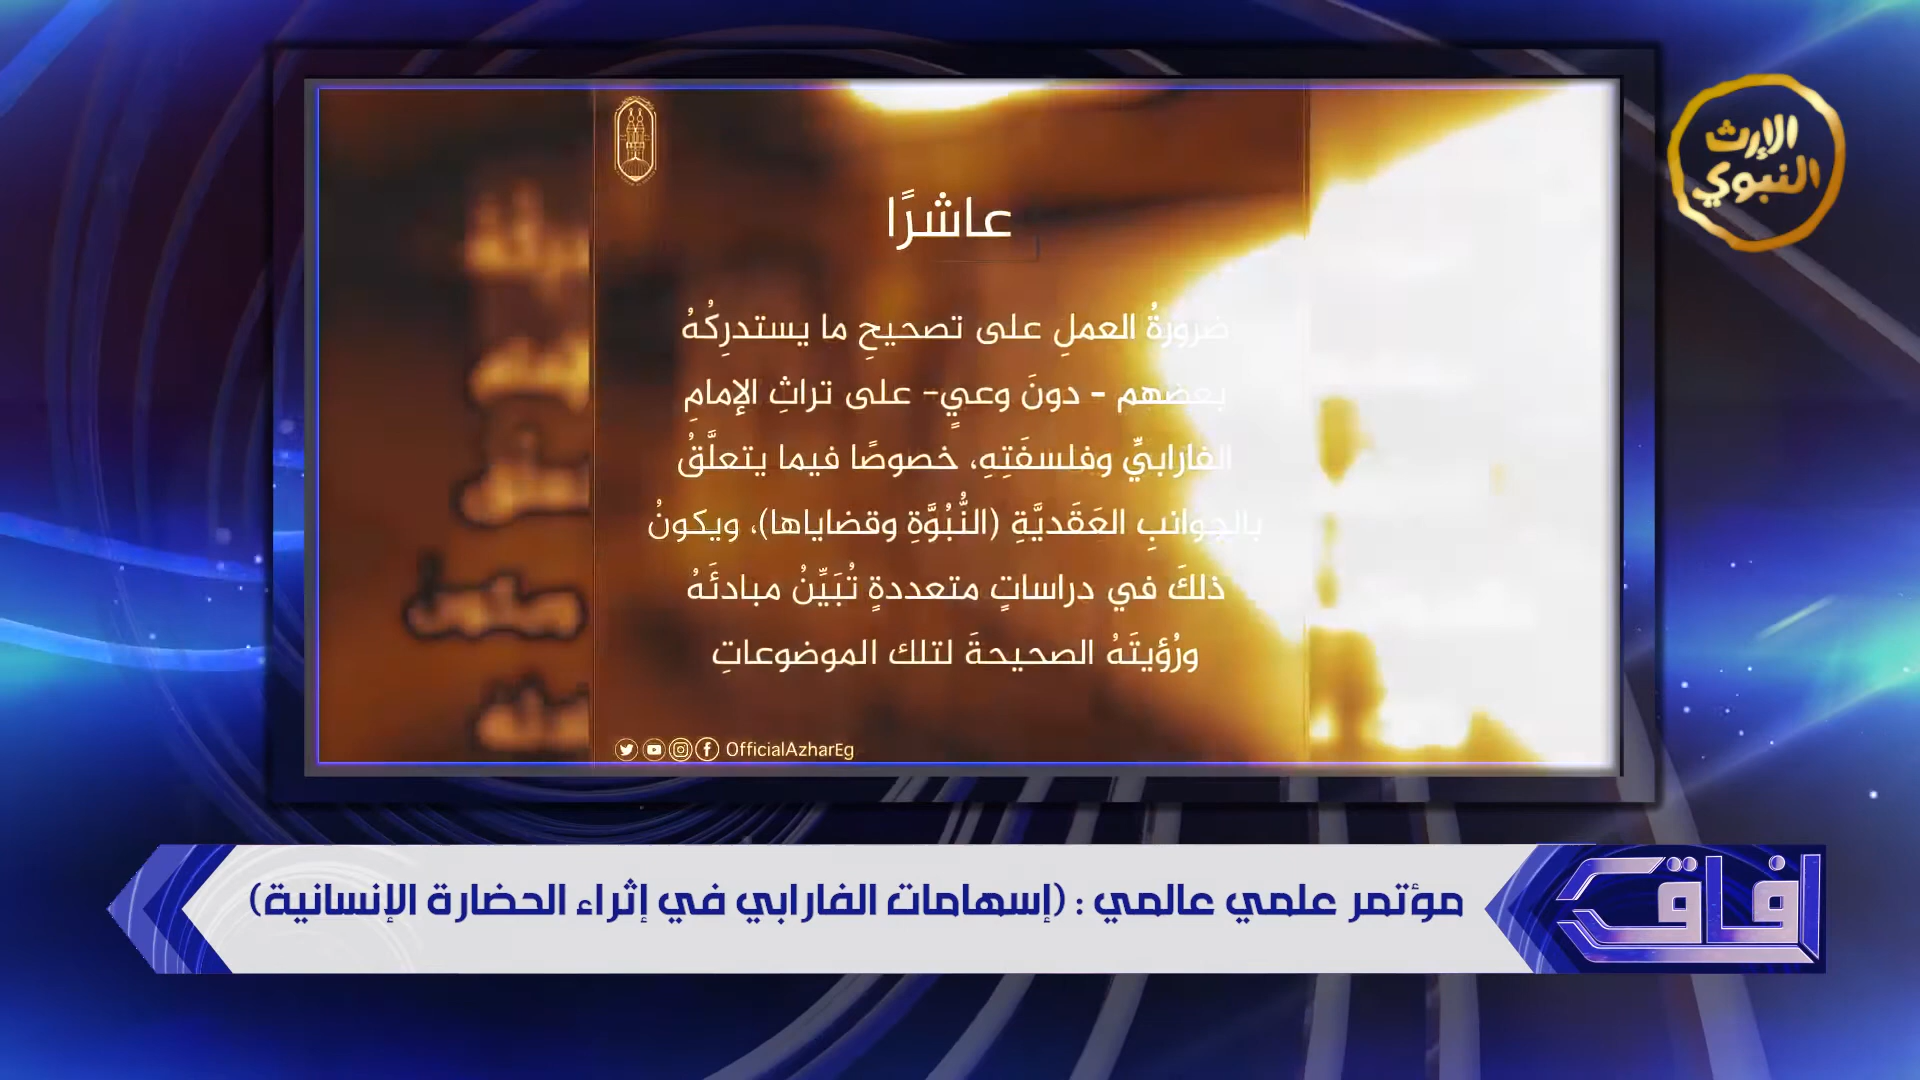 الإرث
النبوي
عاشرًا
ضرورةُ العملِ على تصحيحِ ما يستدرِكُهُ
بعضهم - دونَ وعيٍ- على تراثِ الإمامِ
الفارابيِّ وفلسفَتِهِ، خصوصًا فيما يتعلَّقُ
بالجوانبِ العَقَديَّةِ (النُّبُوَّةِ وقضاياها)، ويكونُ
ذلكَ في دراساتٍ متعددةٍ تُبَيِّنُ مبادئَهُ
ورُؤيتَهُ الصحيحةَ لتلك الموضوعاتِ
OfficialAzharEg
افاق
مؤتمر علمي عالمي : (إسهامات الفارابي في إثراء الحضارة الإنسانية)